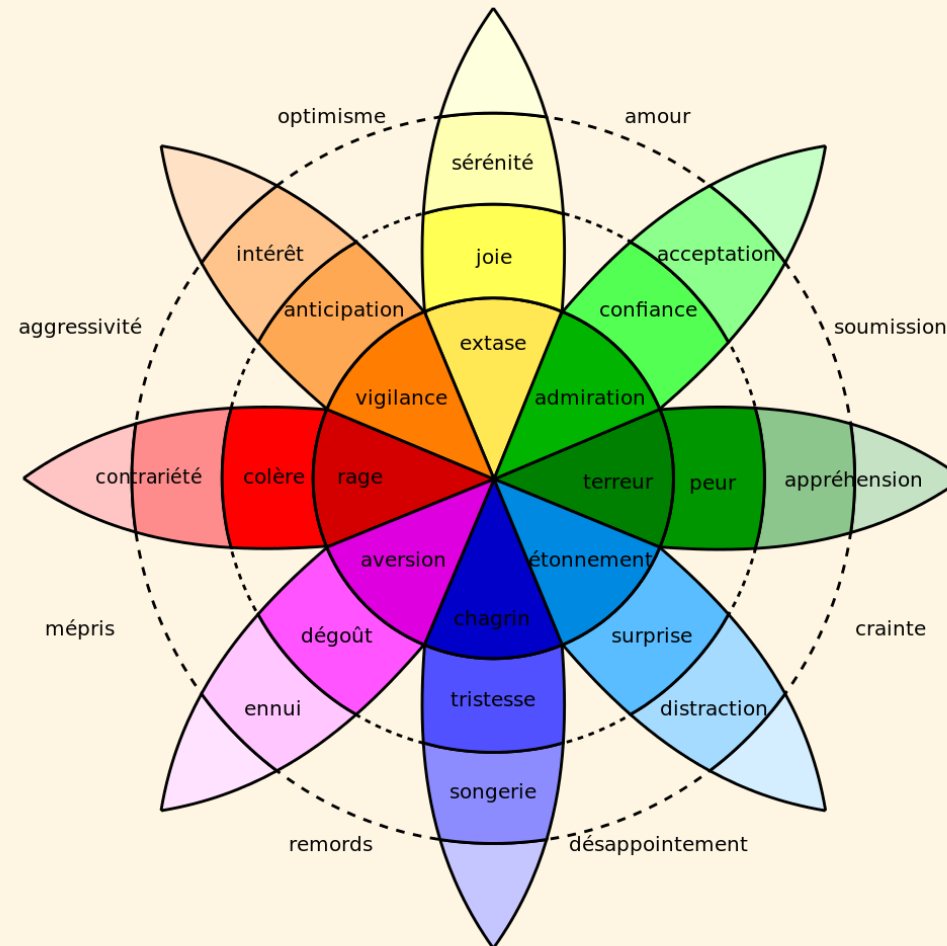 optimisme
amour
sérénité
intérêt
joie
acceptation
anticipation
confiance
aggressivité
soumission
extase
vigilance
admiration
contrariété
colère
rage
terreur
peur
appréhension
aversion
étonnement
chagrin
mépris
dégoût
surprise
crainte
ennui
tristesse
distraction
songerie
remords
désappointement